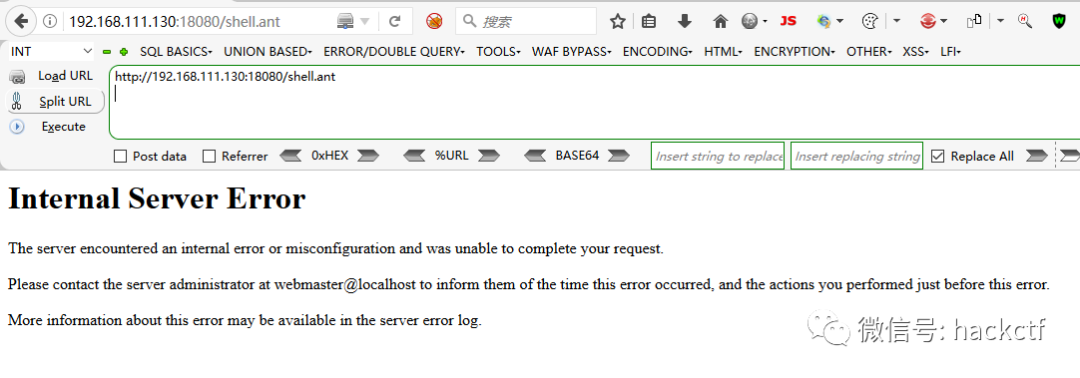 192.168.111.130:18080/shell.ant
搜索
JS
INT
SQL BASICS
UNION BASED
ERROR/DOUBLE QUERY
TOOLS
WAF BYPASS
ENCODING
HTML
ENCRYPTION
OTHER
XSS
LFI
Load URL
http://192.168.111.130:18080/shell.ant
Split URL
Execute
Post data
Referrer
0xHEX
%URL
BASE64
Insert string to replace
Insert replacing string
Replace All
Internal Server Error
The server encountered an internal error or misconfiguration and was unable to complete your request.
Please contact the server administrator at webmaster@localhost to inform them of the time this error occurred, and the actions you performed just before this error.
More information about this error may be available in the server error log.
微信号: hackctf